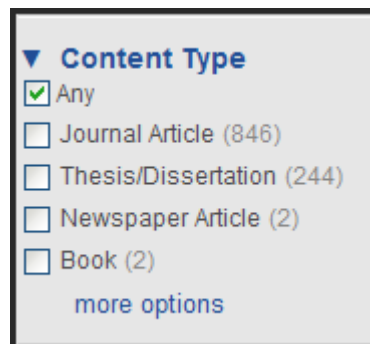 ▼ Content Type
Any
Journal Article (846)
Thesis/Dissertation (244)
Newspaper Article (2)
Book (2)
more options